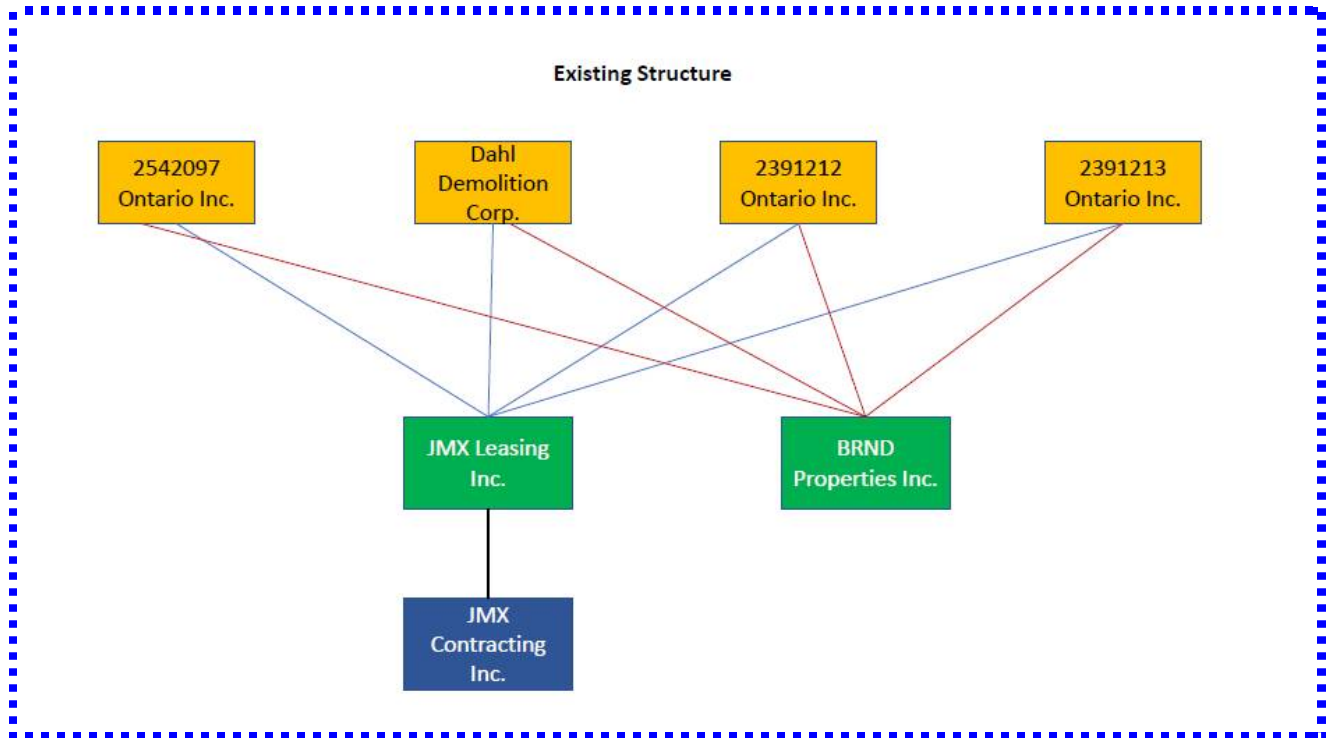 Existing Structure
2542097
Ontario Inc.
Dahl
Demolition
Corp.
2391212
Ontario Inc.
2391213
Ontario Inc.
JMX Leasing
Inc.
BRND
Properties Inc.
JMX
Contracting
Inc.